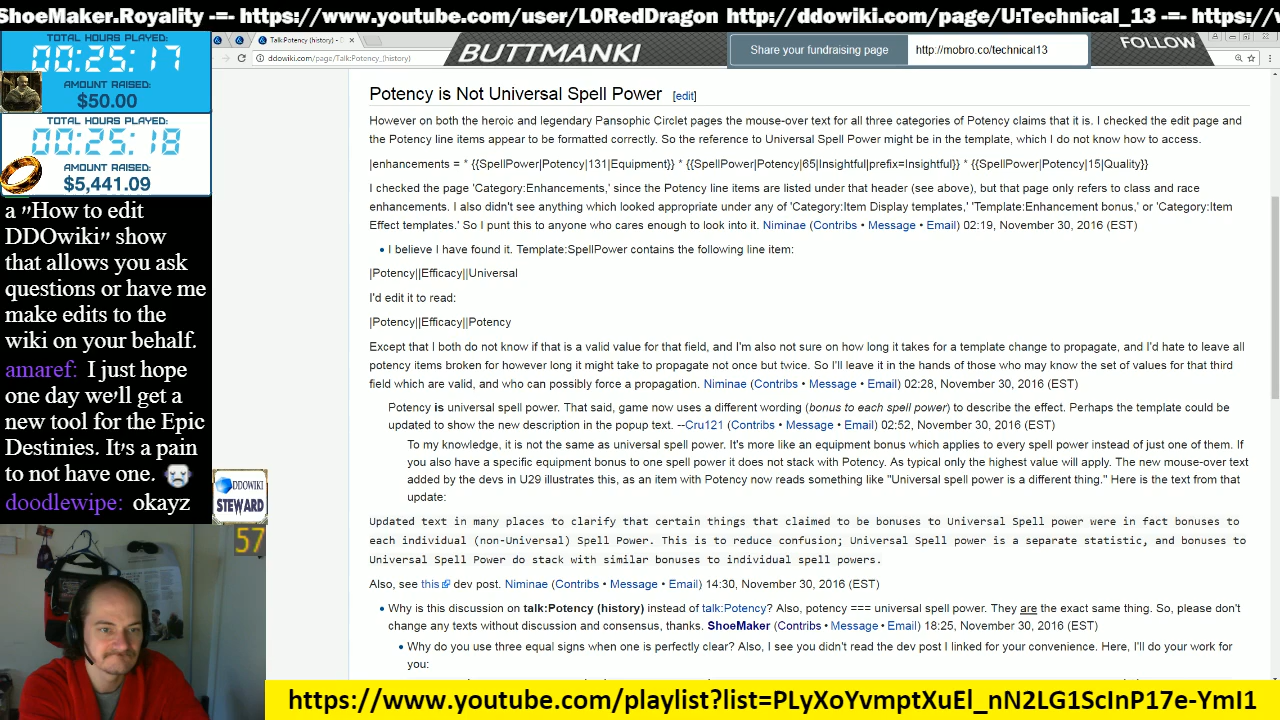 ShoeMaker.Royality -=- https://www.youtube.com/user/L0RedDragon http://ddowiki.com/page/U:Technical_13 -=- https://
TOTAL HOURS PLAYED:
00:25:17
AMOUNT RAISED:
$50.00
TOTAL HOURS PLAYED:
00:25:18
AMOUNT RAISED:
$5,441.09
Talk:Potency (history) - D
ddowiki.com/page/Talk:Potency_(history)
BUTTMANKI
Share your fundraising page
http://mobro.co/technical13
FOLLOW
a "How to edit
DDOwiki" show
that allows you ask
questions or have me
make edits to the
wiki on your behalf.
amaref: I just hope
one day we'll get a
new tool for the Epic
Destinies. It's a pain
to not have one.
doodlewipe: okayz
DDOWIKI
STEWARD
57
Potency is Not Universal Spell Power [edit]
However on both the heroic and legendary Pansophic Circlet pages the mouse-over text for all three categories of Potency claims that it is. I checked the edit page and
the Potency line items appear to be formatted correctly. So the reference to Universal Spell Power might be in the template, which I do not know how to access.
|enhancements = * {{SpellPower|Potency|131|Equipment}} * {{SpellPower|Potency|65|Insightful|prefix=Insightful}} * {{SpellPower|Potency|15|Quality}}
I checked the page 'Category:Enhancements,' since the Potency line items are listed under that header (see above), but that page only refers to class and race
enhancements. I also didn't see anything which looked appropriate under any of 'Category:Item Display templates,' 'Template:Enhancement bonus,' or 'Category:Item
Effect templates.' So I punt this to anyone who cares enough to look into it. Niminae (Contribs • Message • Email) 02:19, November 30, 2016 (EST)
• I believe I have found it. Template:SpellPower contains the following line item:
|Potency||Efficacy||Universal
I'd edit it to read:
|Potency||Efficacy||Potency
Except that I both do not know if that is a valid value for that field, and I'm also not sure on how long it takes for a template change to propagate, and I'd hate to leave all
potency items broken for however long it might take to propagate not once but twice. So I'll leave it in the hands of those who may know the set of values for that third
field which are valid, and who can possibly force a propagation. Niminae (Contribs • Message • Email) 02:28, November 30, 2016 (EST)
Potency is universal spell power. That said, game now uses a different wording (bonus to each spell power) to describe the effect. Perhaps the template could be
updated to show the new description in the popup text. --Cru121 (Contribs • Message • Email) 02:52, November 30, 2016 (EST)
To my knowledge, it is not the same as universal spell power. It's more like an equipment bonus which applies to every spell power instead of just one of them. If
you also have a specific equipment bonus to one spell power it does not stack with Potency. As typical only the highest value will apply. The new mouse-over text
added by the devs in U29 illustrates this, as an item with Potency now reads something like "Universal spell power is a different thing." Here is the text from that
update:
Updated text in many places to clarify that certain things that claimed to be bonuses to Universal Spell power were in fact bonuses to
each individual (non-Universal) Spell Power. This is to reduce confusion; Universal Spell power is a separate statistic, and bonuses to
Universal Spell Power do stack with similar bonuses to individual spell powers.
Also, see this dev post. Niminae (Contribs • Message • Email) 14:30, November 30, 2016 (EST)
• Why is this discussion on talk:Potency (history) instead of talk:Potency? Also, potency === universal spell power. They are the exact same thing. So, please don't
change any texts without discussion and consensus, thanks. ShoeMaker (Contribs • Message • Email) 18:25, November 30, 2016 (EST)
• Why do you use three equal signs when one is perfectly clear? Also, I see you didn't read the dev post I linked for your convenience. Here, I'll do your work for
you:
https://www.youtube.com/playlist?list=PLyXoYvmptXuEl_nN2LG1ScInP17e-YmI1